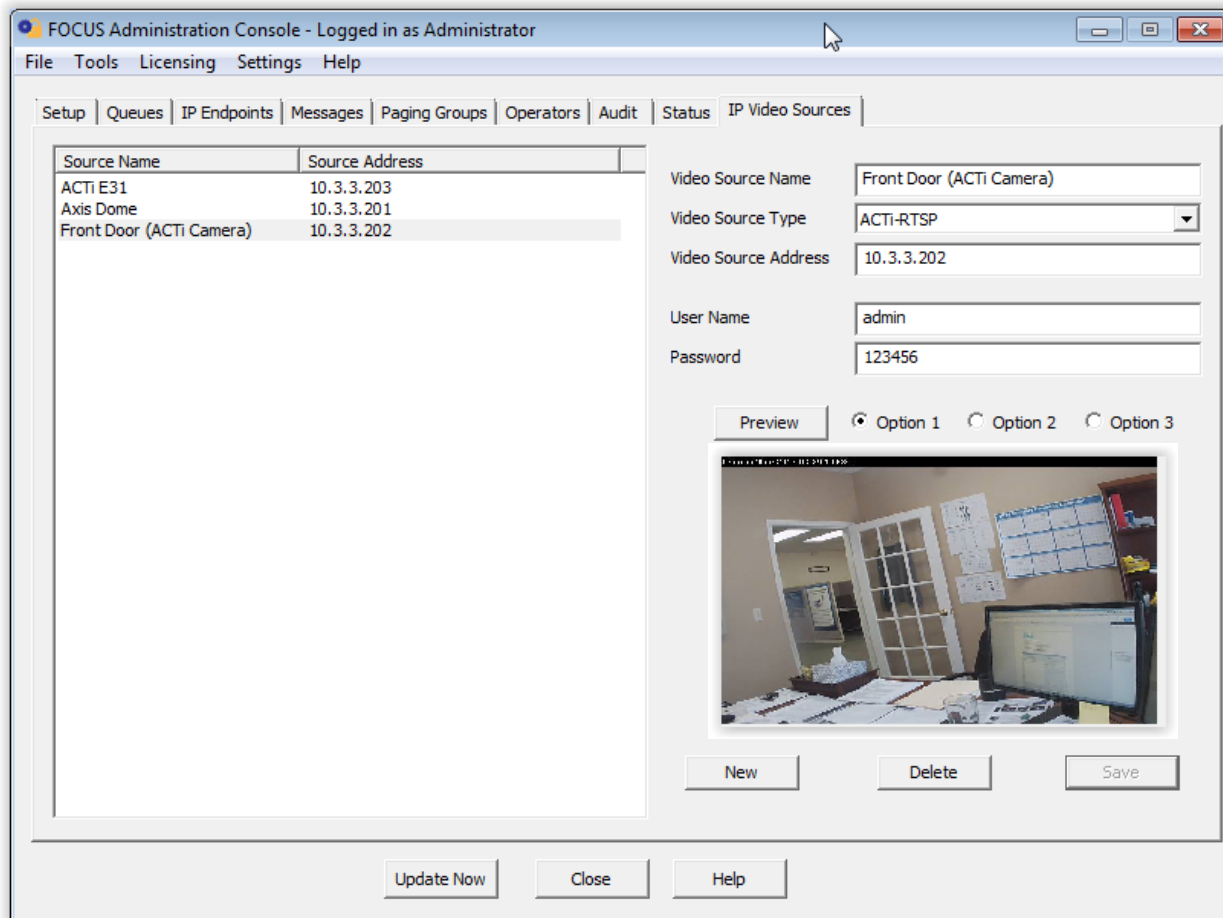 FOCUS Administration Console - Logged in as Administrator
File Tools Licensing Settings Help
Setup Queues IP Endpoints Messages Paging Groups Operators Audit Status IP Video Sources
Source Name Source Address
ACTi E31 10.3.3.203
Axis Dome 10.3.3.201
Front Door (ACTi Camera) 10.3.3.202
Video Source Name Front Door (ACTi Camera)
Video Source Type ACTi-RTSP
Video Source Address 10.3.3.202
User Name admin
Password 123456
Preview Option 1 Option 2 Option 3
New Delete Save
Update Now Close Help